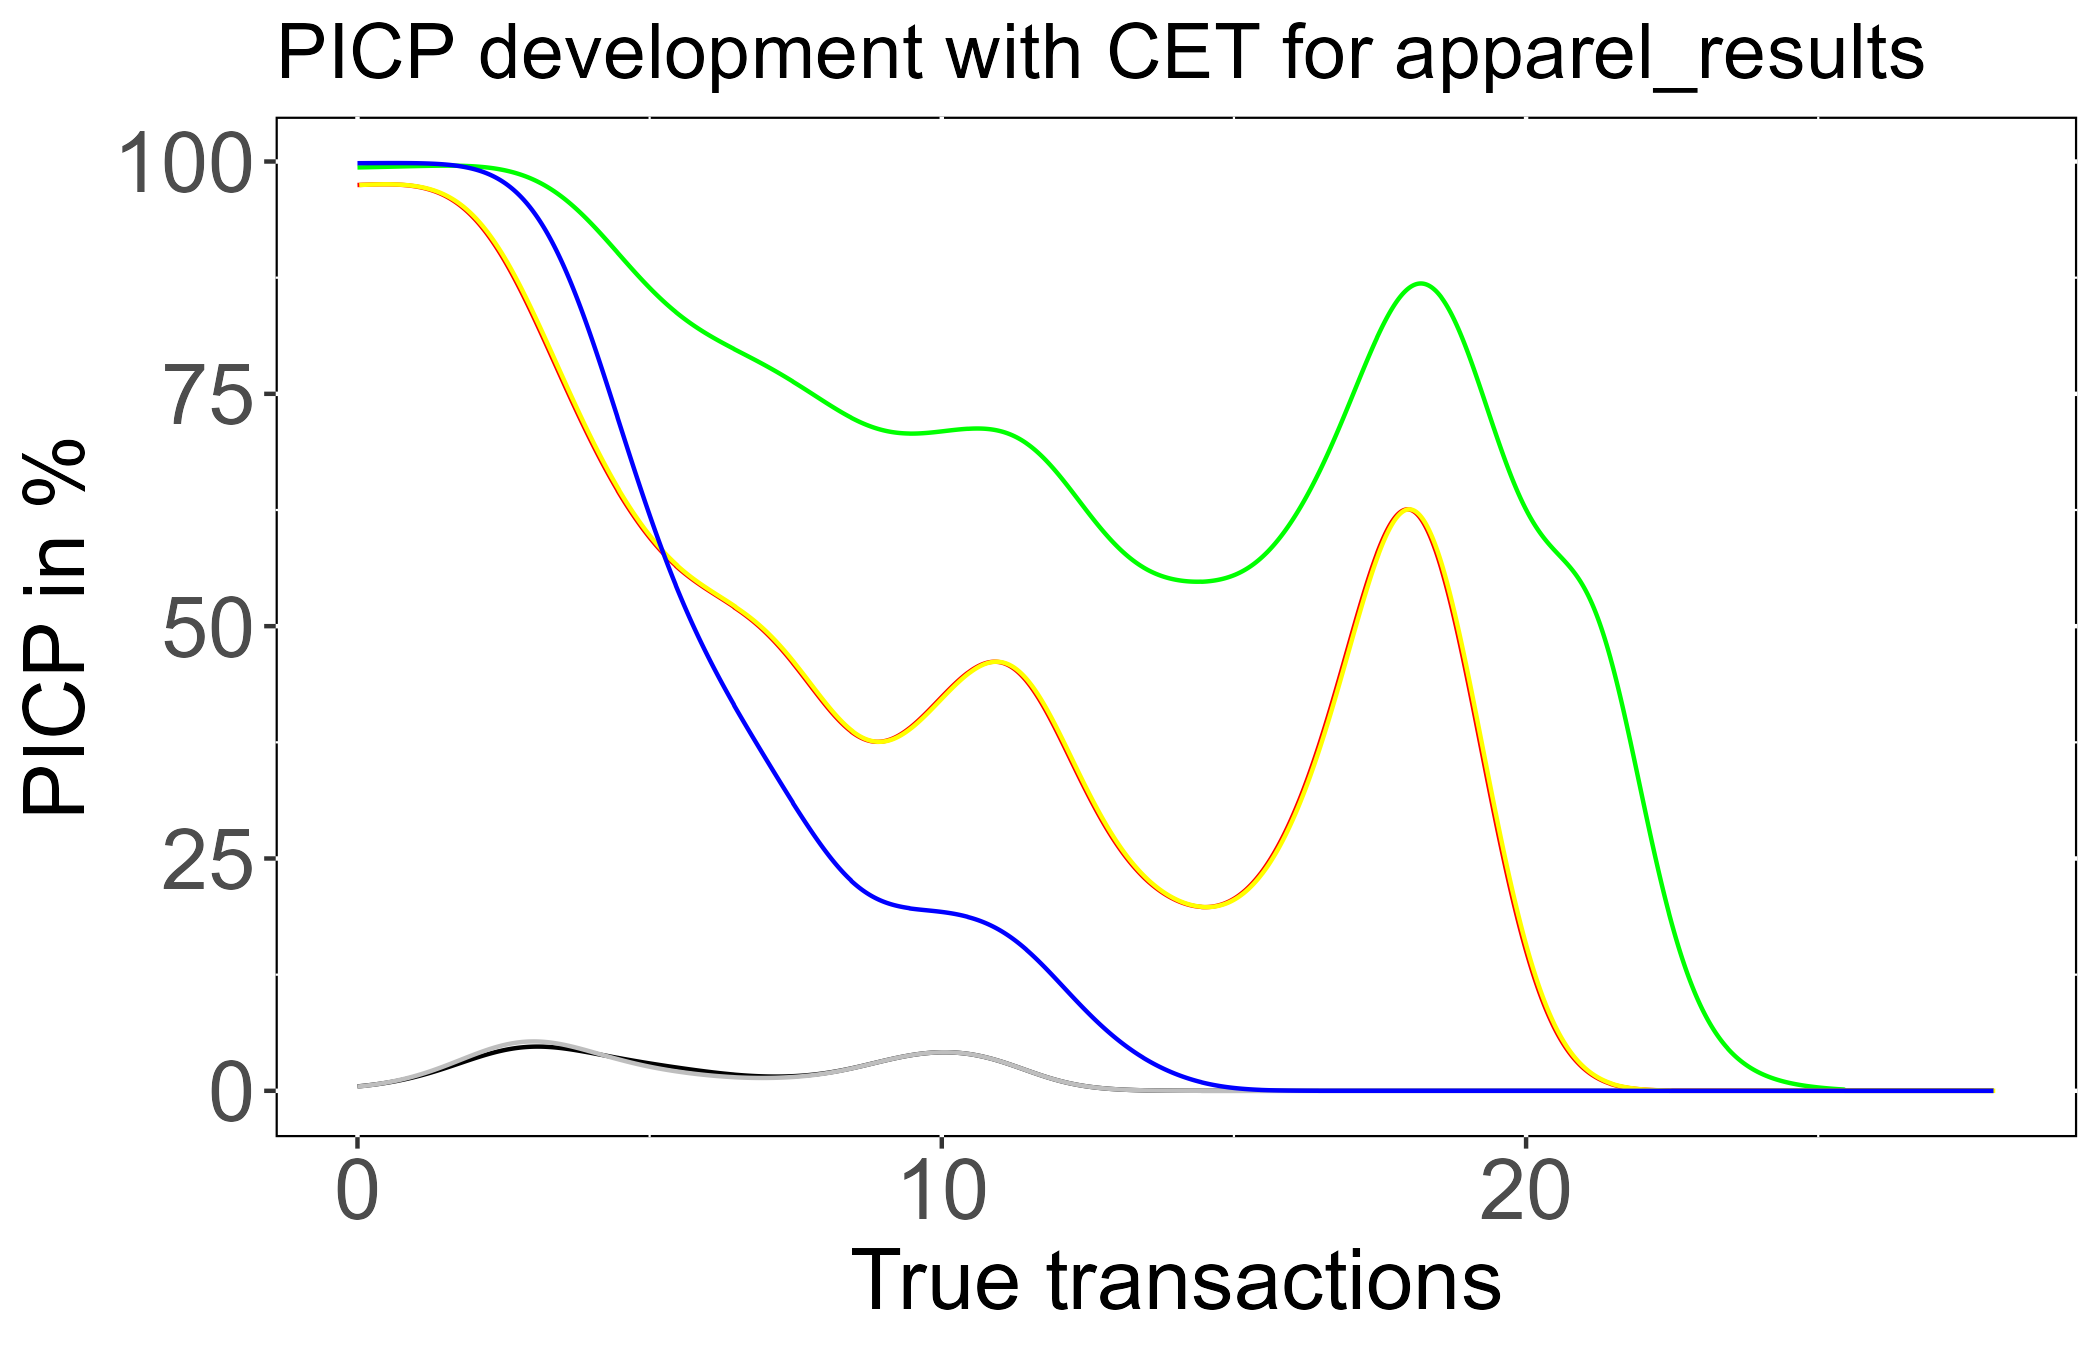 PICP development with CET for apparel_results
PICP in %
100
75
50
25
0
0 10 20
True transactions